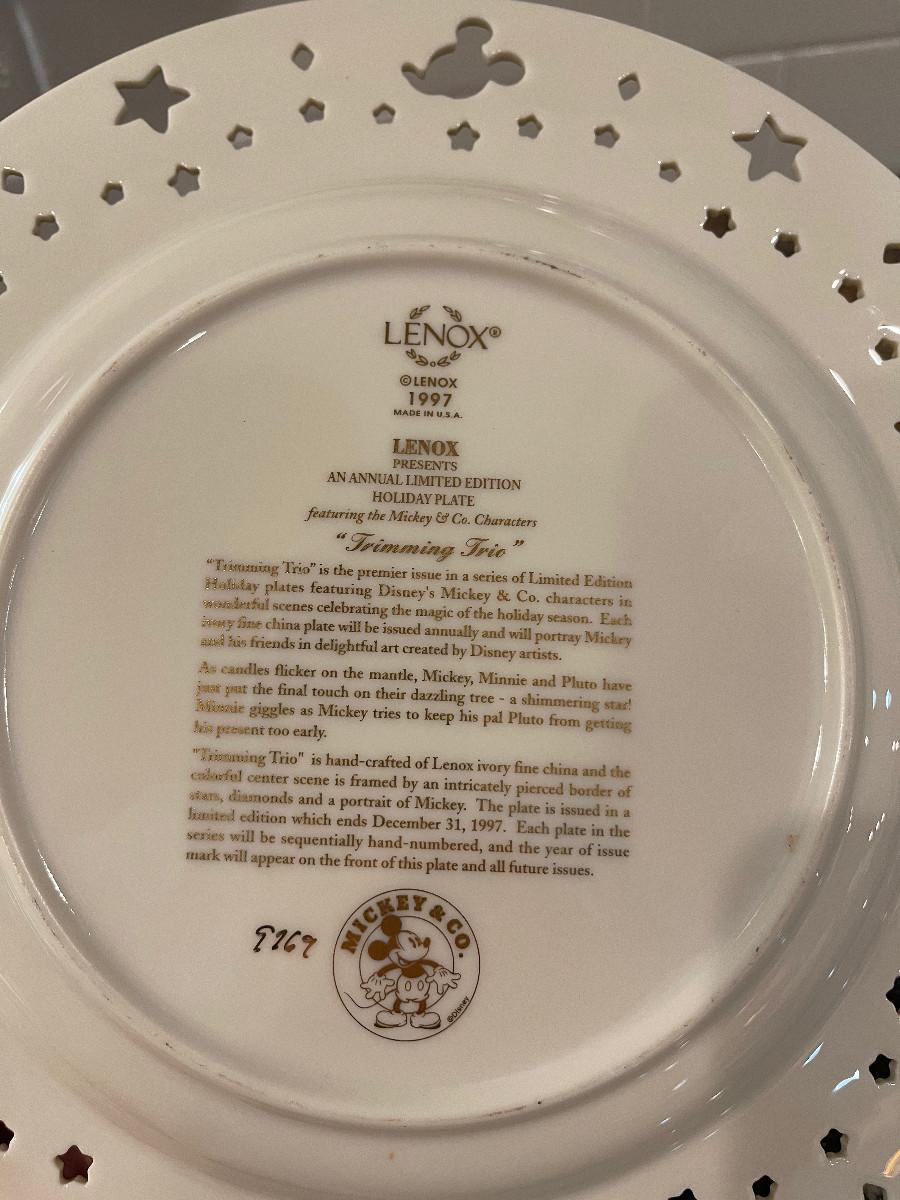 LENOX®
©LENOX
1997
MADE IN U.S.A.
LENOX
PRESENTS
AN ANNUAL LIMITED EDITION
HOLIDAY PLATE
featuring the Mickey & Co. Characters
"Trimming Trio"
"Trimming Trio" is the premier issue in a series of Limited Edition
Holiday plates featuring Disney's Mickey & Co. characters in
wonderful scenes celebrating the magic of the holiday season. Each
ivory fine china plate will be issued annually and will portray Mickey
and his friends in delightful art created by Disney artists.
As candles flicker on the mantle, Mickey, Minnie and Pluto have
just put the final touch on their dazzling tree - a shimmering star!
Minnie giggles as Mickey tries to keep his pal Pluto from getting
his present too early.
"Trimming Trio" is hand-crafted of Lenox ivory fine china and the
colorful center scene is framed by an intricately pierced border of
stars, diamonds and a portrait of Mickey. The plate is issued in a
limited edition which ends December 31, 1997. Each plate in the
series will be sequentially hand-numbered, and the year of issue
mark will appear on the front of this plate and all future issues.
MICKEY & CO.
©Disney